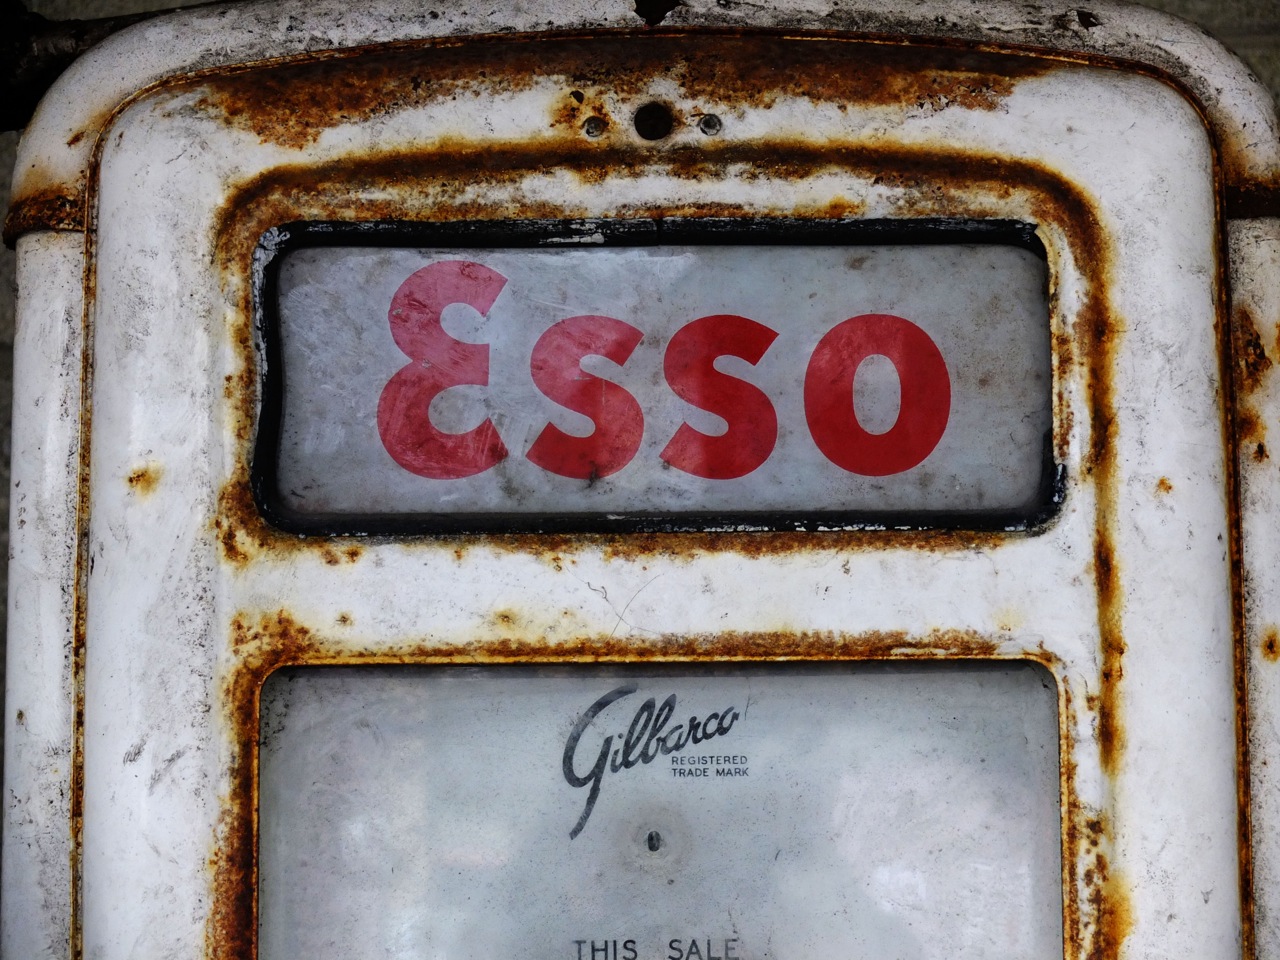 Esso
Gilbarco
REGISTERED
TRADE MARK
THIS SALE